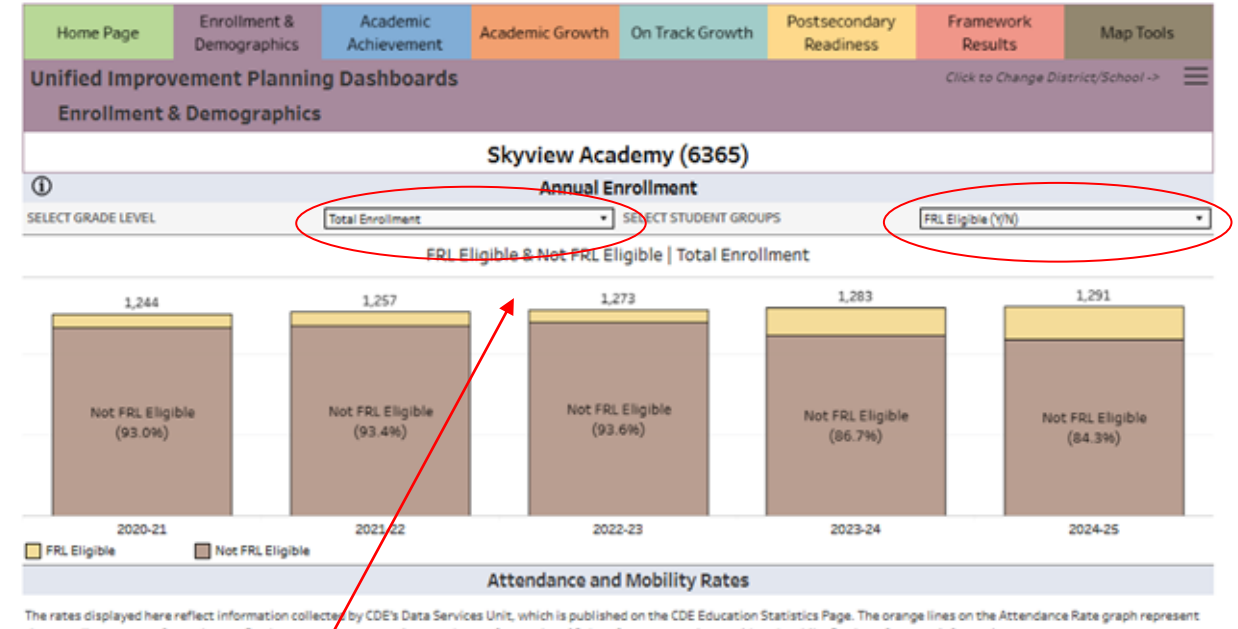 Home Page
Enrollment & Demographics
Academic Achievement
Academic Growth
On Track Growth
Postsecondary Readiness
Framework Results
Map Tools
Unified Improvement Planning Dashboards
Click to Change District/School ->
Enrollment & Demographics
Skyview Academy (6365)
Annual Enrollment
SELECT GRADE LEVEL
Total Enrollment
SELECT STUDENT GROUPS
FRL Eligible (Y/N)
FRL Eligible & Not FRL Eligible | Total Enrollment
1,244
1,257
1,273
1,283
1,291
Not FRL Eligible
(93.0%)
Not FRL Eligible
(93.4%)
Not FRL Eligible
(93.6%)
Not FRL Eligible
(86.7%)
Not FRL Eligible
(84.3%)
2020-21
2021-22
2022-23
2023-24
2024-25
FRL Eligible
Not FRL Eligible
Attendance and Mobility Rates
The rates displayed here reflect information collected by CDE's Data Services Unit, which is published on the CDE Education Statistics Page. The orange lines on the Attendance Rate graph represent